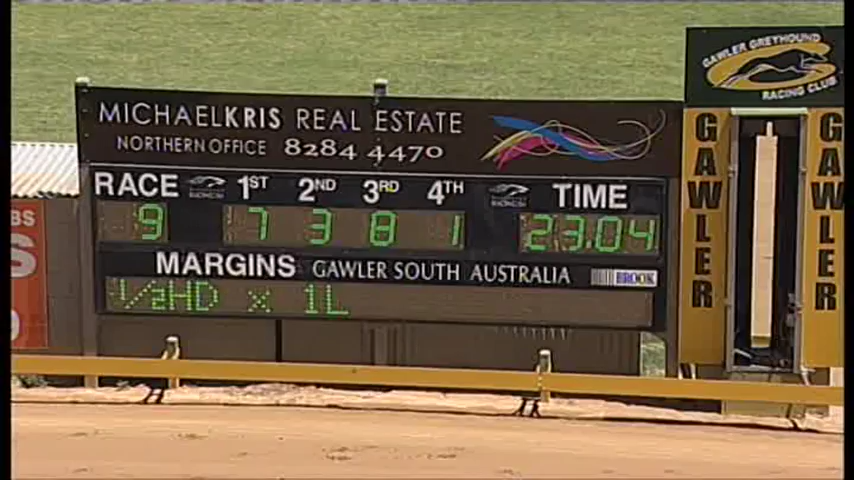 GAWLER GREYHOUND
RACING CLUB
MICHAELKRIS REAL ESTATE
NORTHERN OFFICE 8284 4470
RACE 1ST 2ND 3RD 4TH TIME
9 7 3 8 1 23.04
MARGINS GAWLER SOUTH AUSTRALIA BROOK
1/2HD x 1L
GAWLER
GAWLER
BS
S